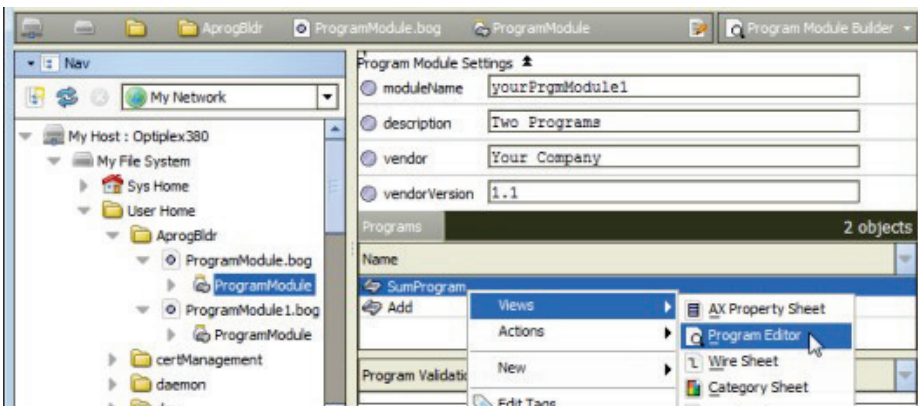 AprogBldr ProgramModule.bog ProgramModule Program Module Builder
Nav
My Network
My Host : Optiplex380
My File System
Sys Home
User Home
AprogBldr
ProgramModule.bog
ProgramModule
ProgramModule1.bog
ProgramModule
certManagement
daemon
Program Module Settings
moduleName yourPrgmModule1
description Two Programs
vendor Your Company
vendorVersion 1.1
Programs 2 objects
Name
SumProgram
Add
Program Validatio
Views
Actions
New
Edit Tags
AX Property Sheet
Program Editor
Wire Sheet
Category Sheet